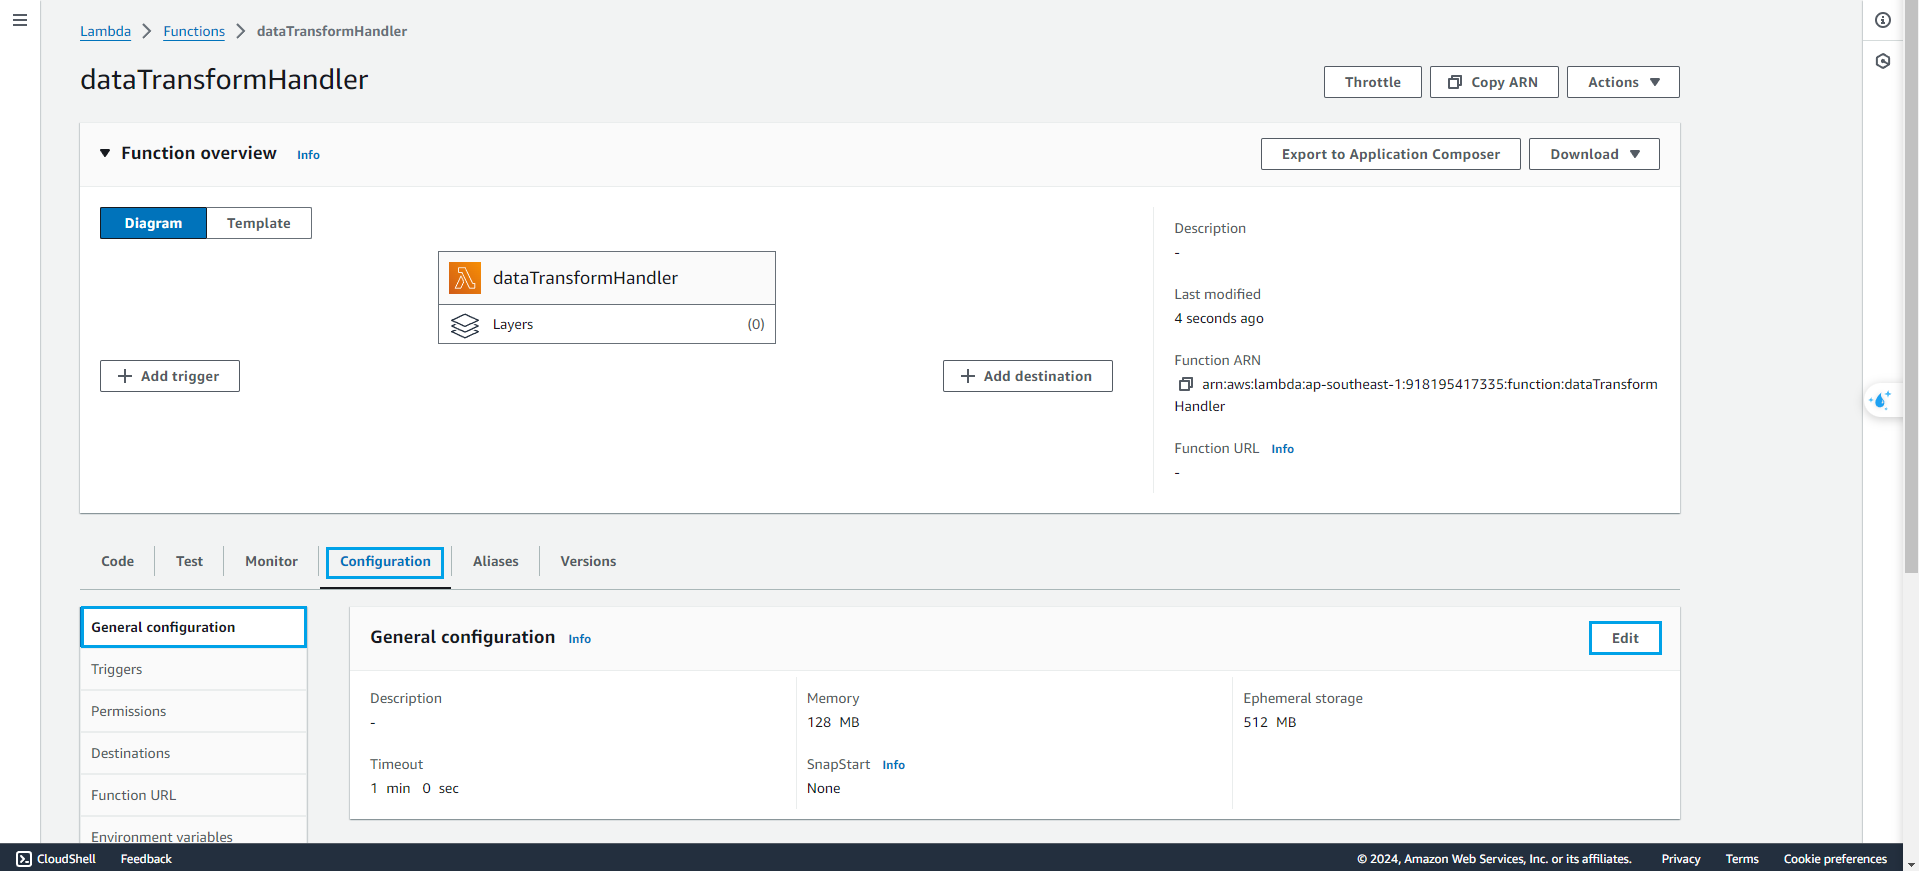 Lambda Functions dataTransformHandler
dataTransformHandler
Throttle
Copy ARN
Actions
Function overview Info
Export to Application Composer
Download
Diagram
Template
dataTransformHandler
Layers (0)
Add trigger
Add destination
Description
-
Last modified
4 seconds ago
Function ARN
arn:aws:lambda:ap-southeast-1:918195417335:function:dataTransform
Handler
Function URL Info
-
Code
Test
Monitor
Configuration
Aliases
Versions
General configuration
Triggers
Permissions
Destinations
Function URL
Environment variables
General configuration Info
Edit
Description
-
Memory
128 MB
Ephemeral storage
512 MB
Timeout
1 min 0 sec
SnapStart Info
None
CloudShell
Feedback
© 2024, Amazon Web Services, Inc. or its affiliates.
Privacy
Terms
Cookie preferences